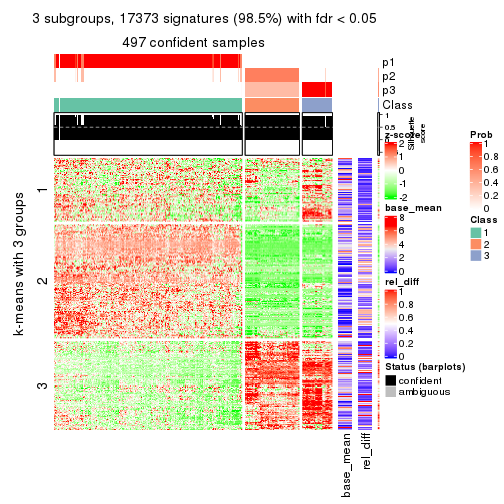 3 subgroups, 17373 signatures (98.5%) with fdr < 0.05
497 confident samples
p1
p2
p3
Class
1
0.5
0
Silhouette
score
k-means with 3 groups
1
2
3
base_mean
rel_diff
z-score
2
1
0
-1
-2
base_mean
8
6
4
2
0
rel_diff
1
0.8
0.6
0.4
0.2
0
Status (barplots)
confident
ambiguous
Prob
1
0.8
0.6
0.4
0.2
0
Class
1
2
3